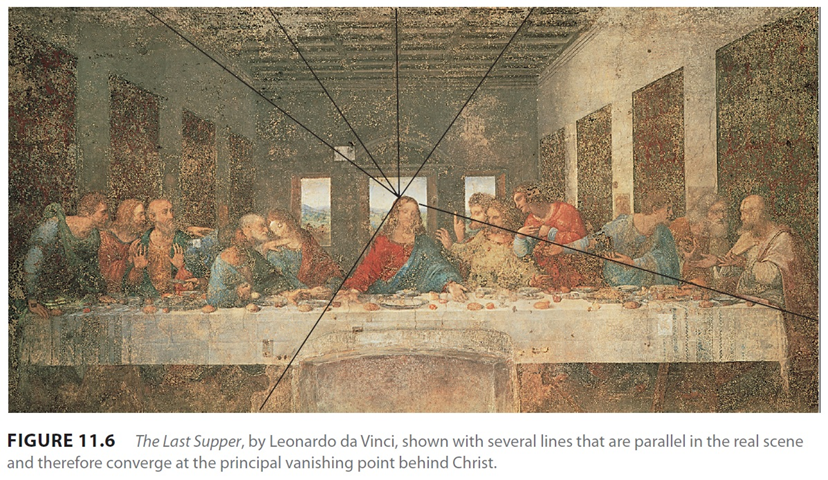 FIGURE 11.6 The Last Supper, by Leonardo da Vinci, shown with several lines that are parallel in the real scene
and therefore converge at the principal vanishing point behind Christ.